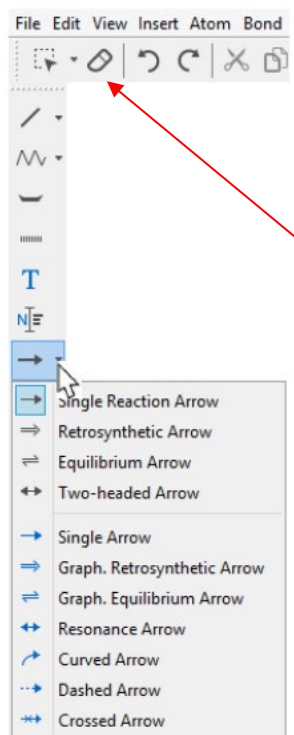 File Edit View Insert Atom Bond
T
N
Single Reaction Arrow
Retrosynthetic Arrow
Equilibrium Arrow
Two-headed Arrow
Single Arrow
Graph. Retrosynthetic Arrow
Graph. Equilibrium Arrow
Resonance Arrow
Curved Arrow
Dashed Arrow
Crossed Arrow